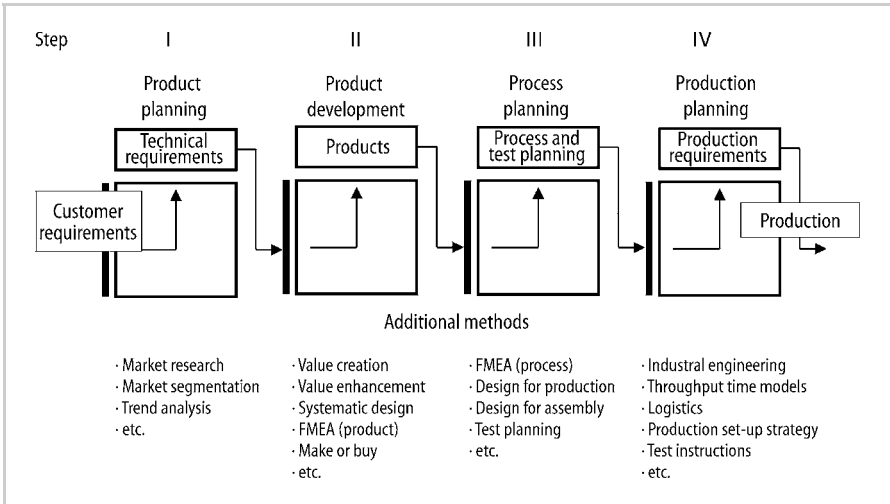 Step I II III IV
Product
planning
Product
development
Process
planning
Production
planning
Technical
requirements
Products
Process and
test planning
Production
requirements
Customer
requirements
Production
Additional methods
· Market research
· Market segmentation
· Trend analysis
· etc.
· Value creation
· Value enhancement
· Systematic design
· FMEA (product)
· Make or buy
· etc.
· FMEA (process)
· Design for production
· Design for assembly
· Test planning
· etc.
· Industral engineering
· Throughput time models
· Logistics
· Production set-up strategy
· Test instructions
· etc.